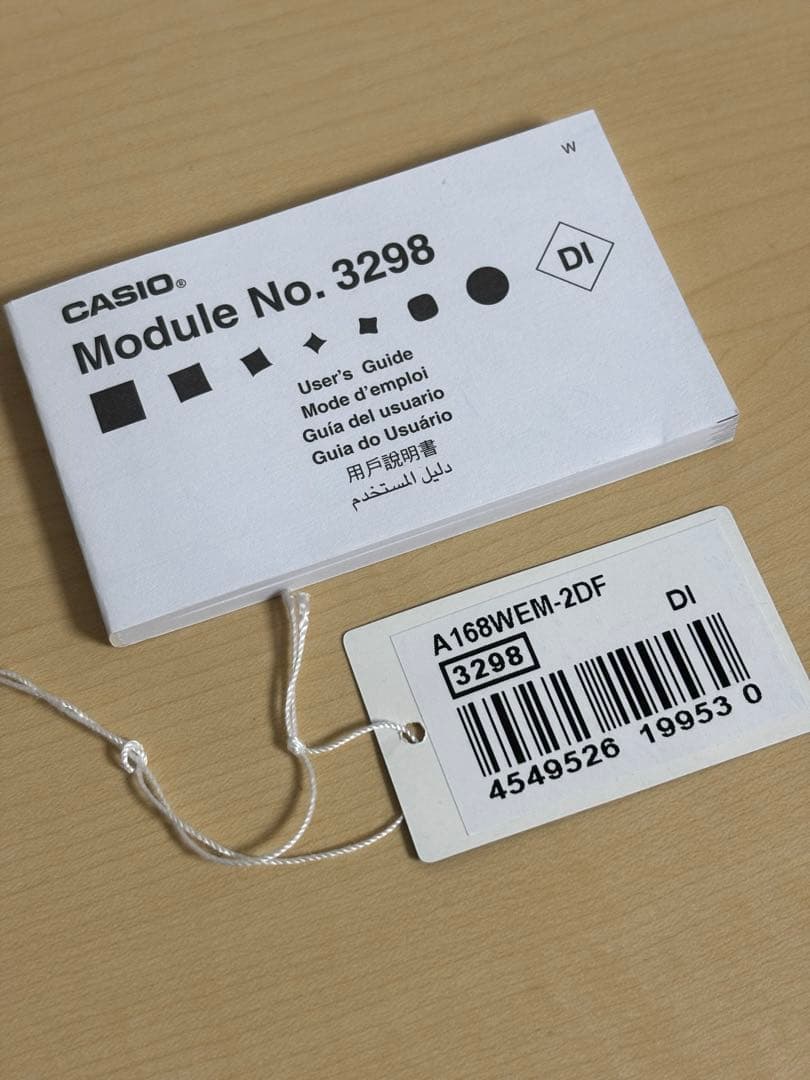 W
CASIO®
Module No. 3298
DI
User's Guide
Mode d'emploi
Guía del usuario
Guia do Usuário
用戶說明書
دليل المستخدم
A168WEM-2DF
DI
3298
4549526 19953 0